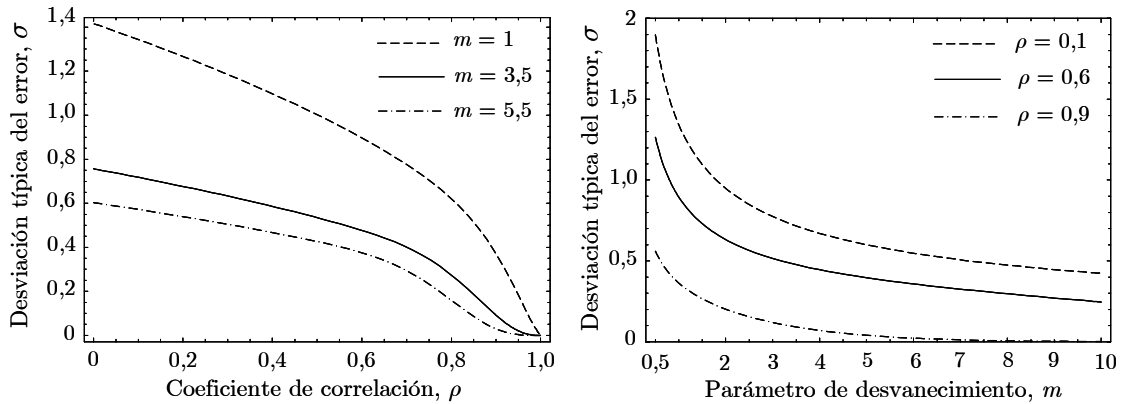 Desviación típica del error, σ
1,4
1,2
1,0
0,8
0,6
0,4
0,2
0
m = 1
m = 3,5
m = 5,5
0 0,2 0,4 0,6 0,8 1,0
Coeficiente de correlación, ρ
Desviación típica del error, σ
2
1,5
1,0
0,5
0
ρ = 0,1
ρ = 0,6
ρ = 0,9
0,5 2 3 4 5 6 7 8 9 10
Parámetro de desvanecimiento, m